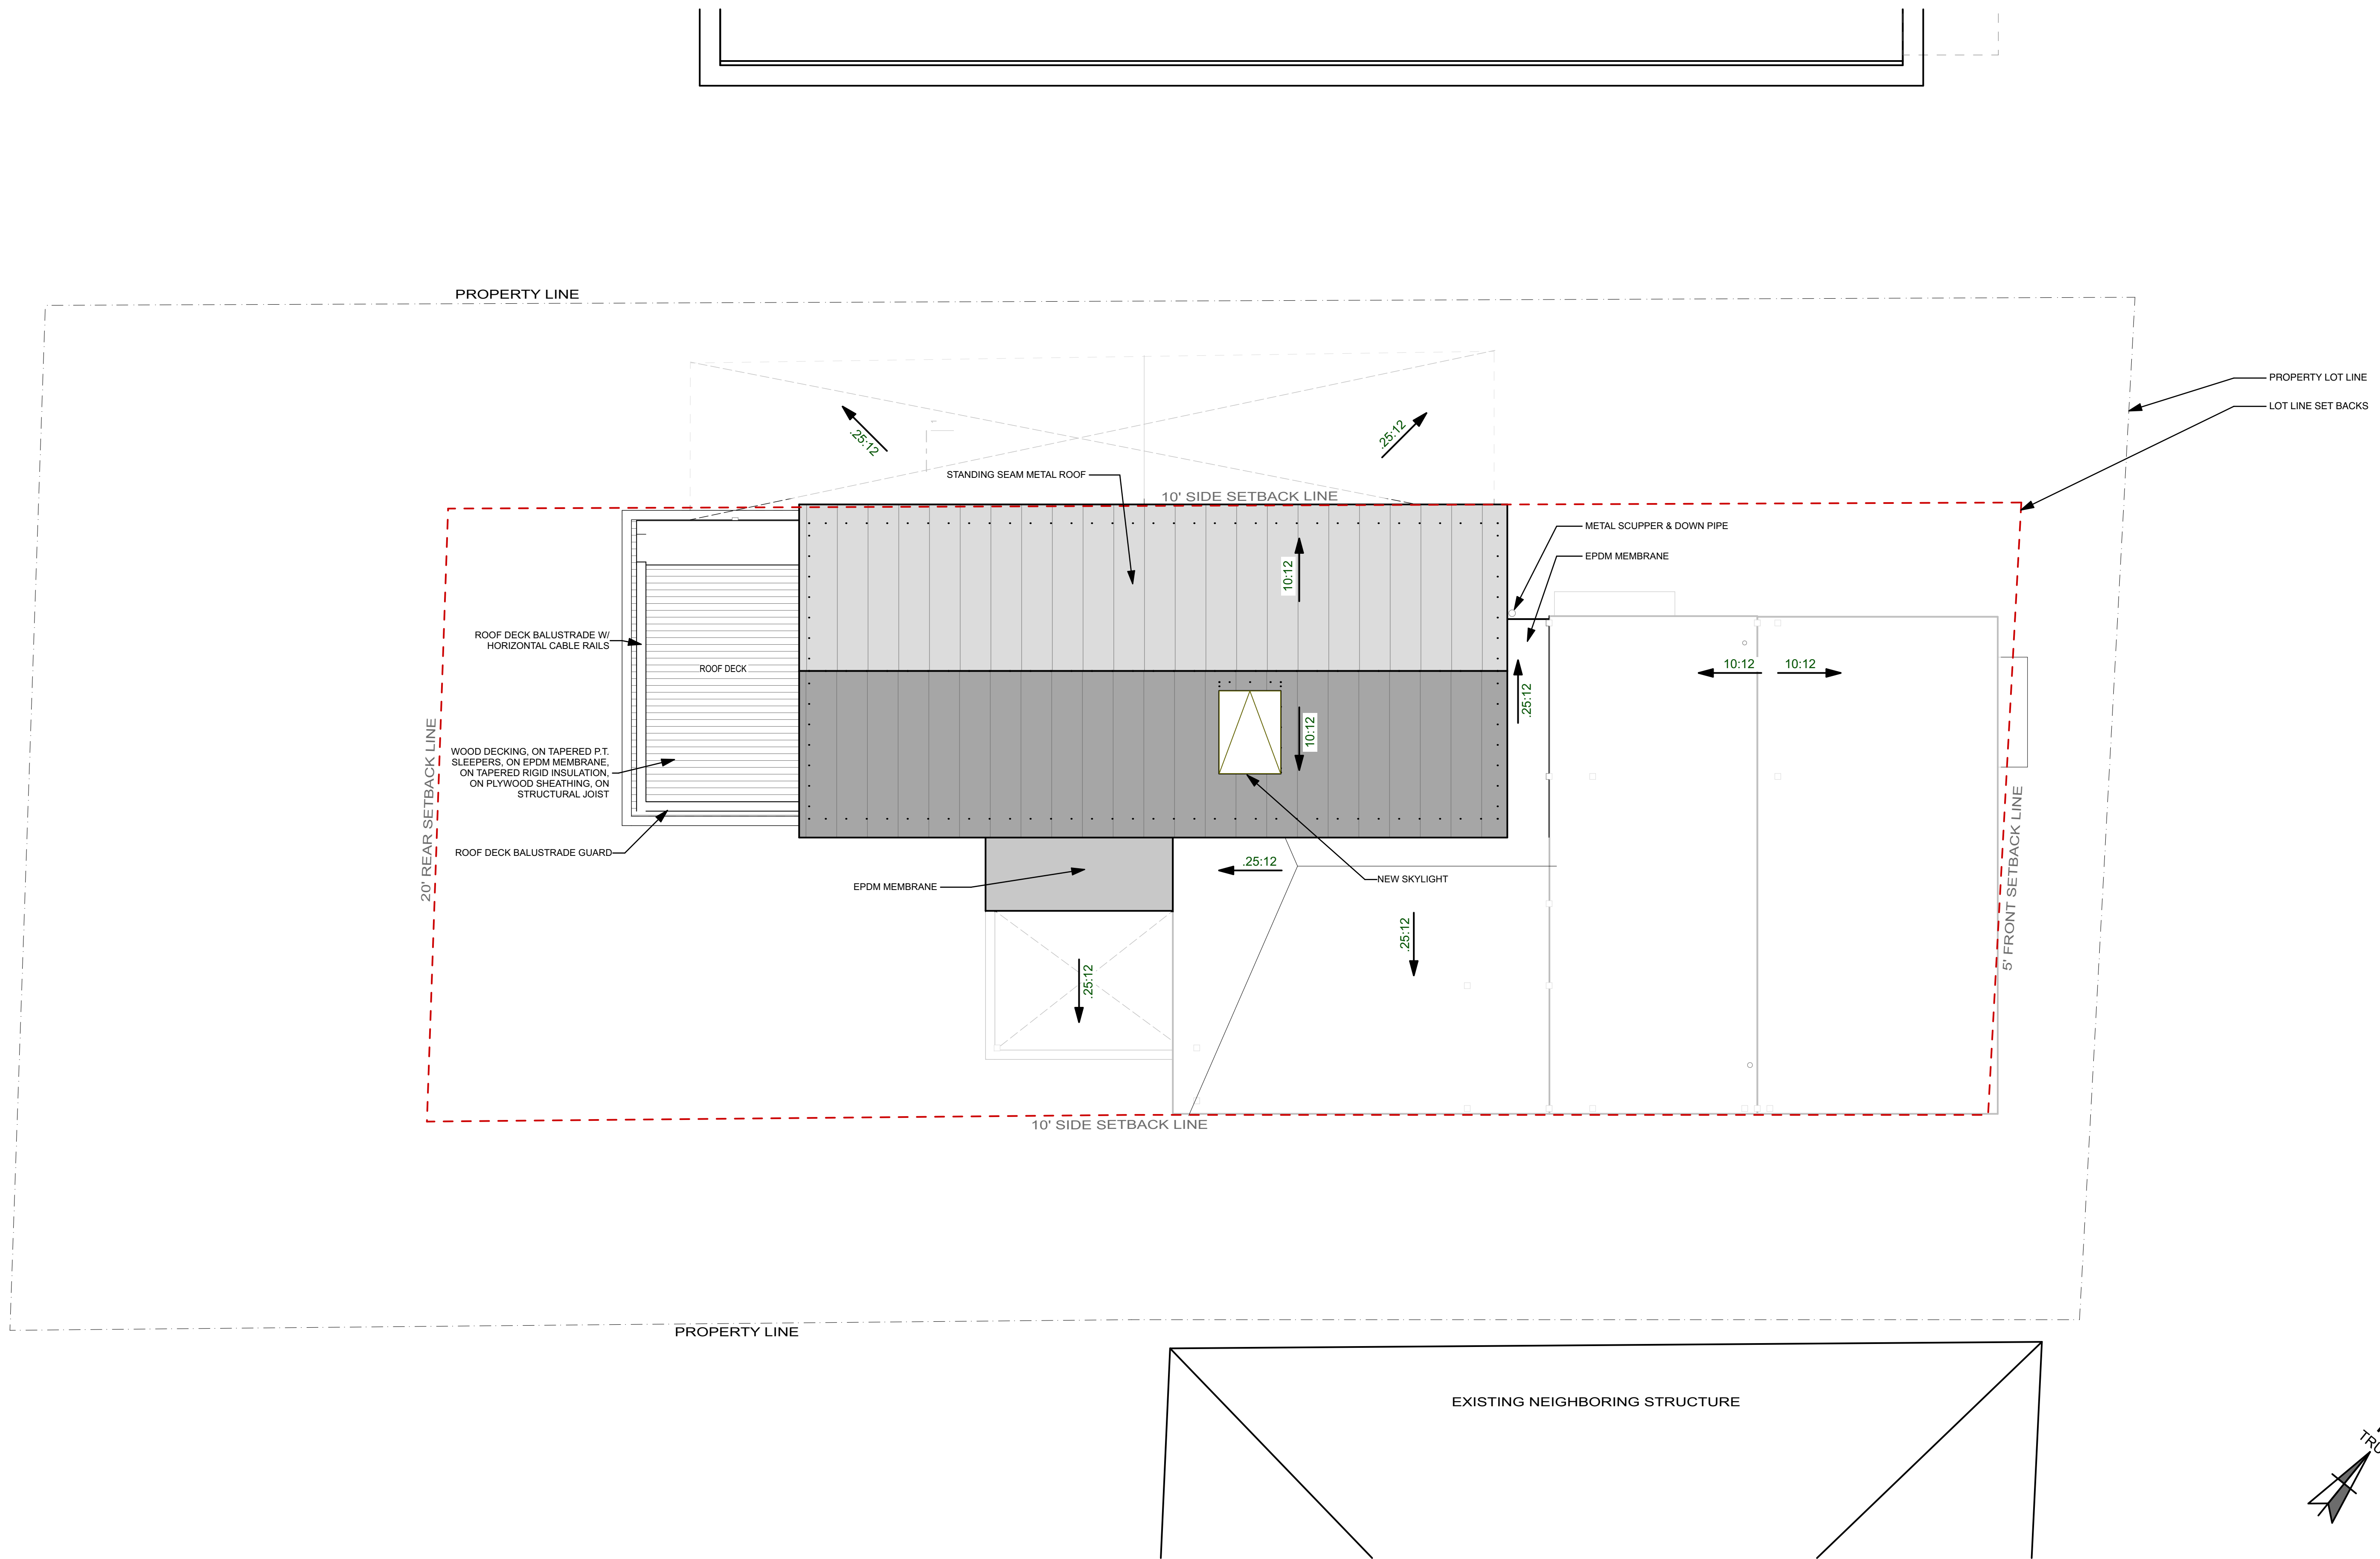 PROPERTY LINE
PROPERTY LOT LINE
LOT LINE SET BACKS
.25:12
.25:12
STANDING SEAM METAL ROOF
10' SIDE SETBACK LINE
METAL SCUPPER & DOWN PIPE
EPDM MEMBRANE
10:12
ROOF DECK BALUSTRADE W/
HORIZONTAL CABLE RAILS
ROOF DECK
10:12
10:12
.25:12
10:12
20' REAR SETBACK LINE
WOOD DECKING, ON TAPERED P.T.
SLEEPERS, ON EPDM MEMBRANE,
ON TAPERED RIGID INSULATION,
ON PLYWOOD SHEATHING, ON
STRUCTURAL JOIST
ROOF DECK BALUSTRADE GUARD
.25:12
EPDM MEMBRANE
NEW SKYLIGHT
5' FRONT SETBACK LINE
.25:12
.25:12
10' SIDE SETBACK LINE
PROPERTY LINE
EXISTING NEIGHBORING STRUCTURE